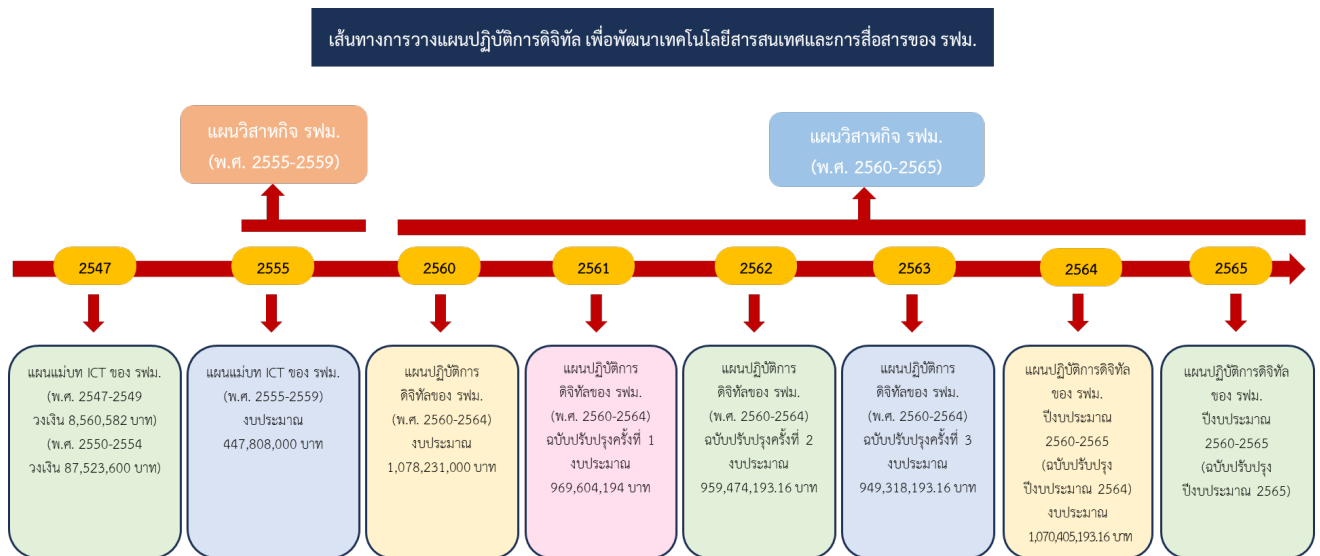 เส้นทางการวางแผนปฏิบัติการดิจิทัล เพื่อพัฒนาเทคโนโลยีสารสนเทศและการสื่อสารของ รฟม.
แผนวิสาหกิจ รฟม.
(พ.ศ. 2555-2559)
แผนวิสาหกิจ รฟม.
(พ.ศ. 2560-2565)
2547
2555
2560
2561
2562
2563
2564
2565
แผนแม่บท ICT ของ รฟม.
(พ.ศ. 2547-2549
วงเงิน 8,560,582 บาท)
(พ.ศ. 2550-2554
วงเงิน 87,523,600 บาท)
แผนแม่บท ICT ของ รฟม.
(พ.ศ. 2555-2559)
งบประมาณ
447,808,000 บาท
แผนปฏิบัติการ
ดิจิทัลของ รฟม.
(พ.ศ. 2560-2564)
งบประมาณ
1,078,231,000 บาท
แผนปฏิบัติการ
ดิจิทัลของ รฟม.
(พ.ศ. 2560-2564)
ฉบับปรับปรุงครั้งที่ 1
งบประมาณ
969,604,194 บาท
แผนปฏิบัติการ
ดิจิทัลของ รฟม.
(พ.ศ. 2560-2564)
ฉบับปรับปรุงครั้งที่ 2
งบประมาณ
959,474,193.16 บาท
แผนปฏิบัติการ
ดิจิทัลของ รฟม.
(พ.ศ. 2560-2564)
ฉบับปรับปรุงครั้งที่ 3
งบประมาณ
949,318,193.16 บาท
แผนปฏิบัติการดิจิทัล
ของ รฟม.
ปีงบประมาณ
2560-2565
(ฉบับปรับปรุง
ปีงบประมาณ 2564)
งบประมาณ
1,070,405,193.16 บาท
แผนปฏิบัติการดิจิทัล
ของ รฟม.
ปีงบประมาณ
2560-2565
(ฉบับปรับปรุง
ปีงบประมาณ 2565)